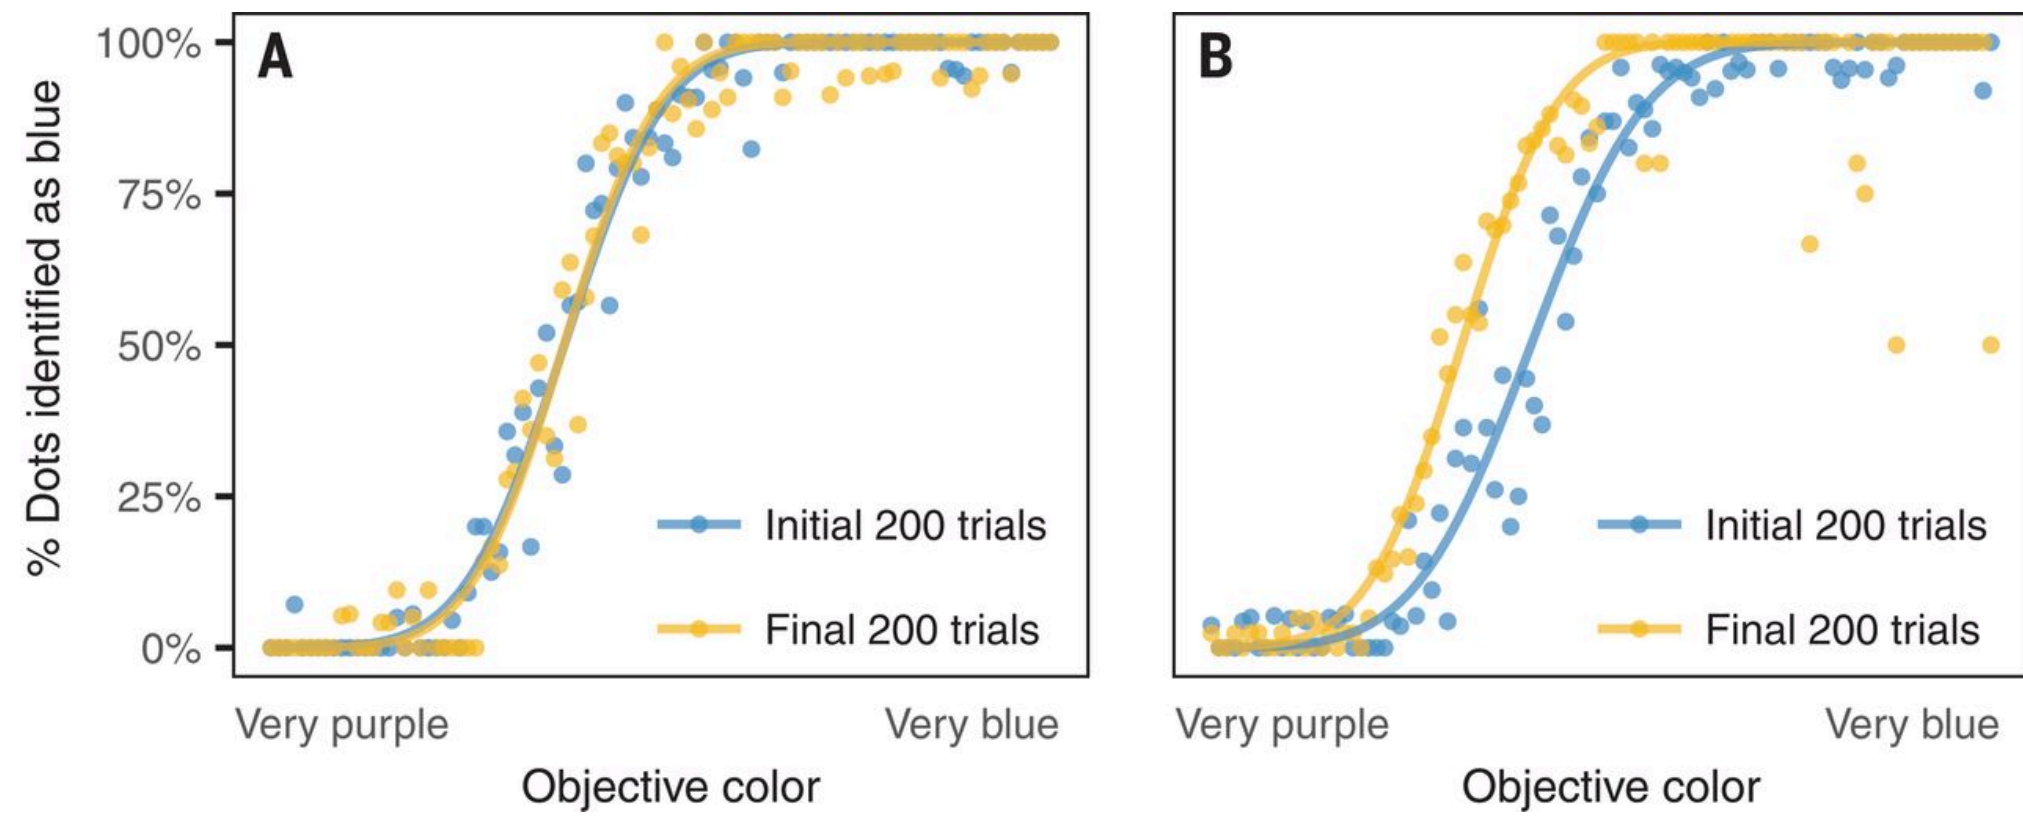 % Dots identified as blue
100%
75%
50%
25%
0%
A
Initial 200 trials
Final 200 trials
Very purple
Very blue
Objective color
B
Initial 200 trials
Final 200 trials
Very purple
Very blue
Objective color